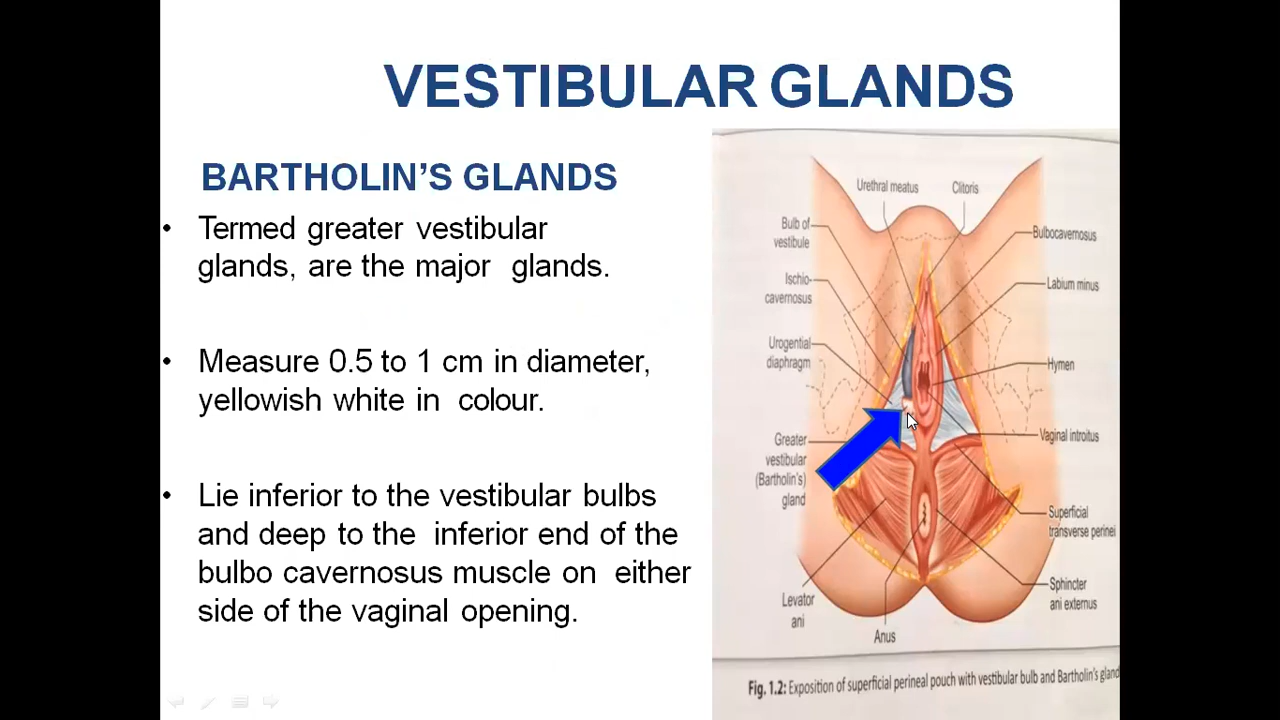 VESTIBULAR GLANDS
BARTHOLIN'S GLANDS
• Termed greater vestibular
glands, are the major glands.
• Measure 0.5 to 1 cm in diameter,
yellowish white in colour.
• Lie inferior to the vestibular bulbs
and deep to the inferior end of the
bulbo cavernosus muscle on either
side of the vaginal opening.
Urethral meatus
Clitoris
Bulb of
vestibule
Ischio-
cavernosus
Urogential
diaphragm
Greater
vestibular
(Bartholin's)
gland
Levator
ani
Anus
Bulbocavernosus
Labium minus
Hymen
Vaginal introitus
Superficial
transverse perinei
Sphincter
ani externus
Fig. 1.2: Exposition of superficial perineal pouch with vestibular bulb and Bartholin's gland